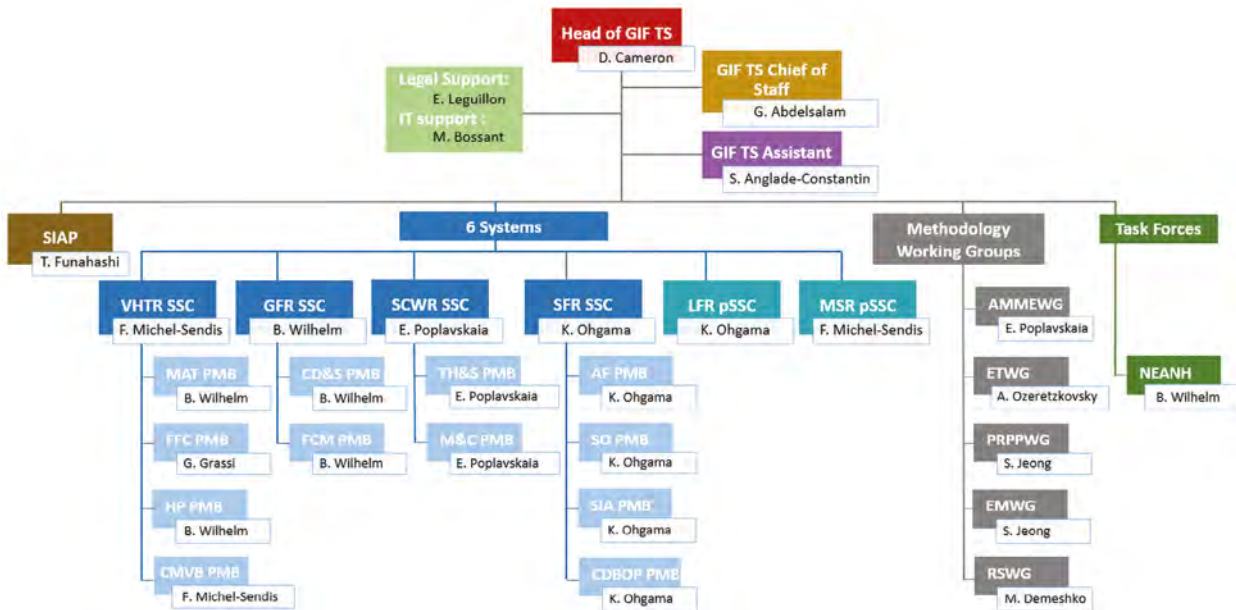 Head of GIF TS
D. Cameron
Legal Support:
E. Leguillon
IT support :
M. Bossant
GIF TS Chief of
Staff
G. Abdelsalam
GIF TS Assistant
S. Anglade-Constantin
SIAP
T. Funahashi
6 Systems
Methodology
Working Groups
Task Forces
VHTR SSC
F. Michel-Sendis
GFR SSC
B. Wilhelm
SCWR SSC
E. Poplavskaia
SFR SSC
K. Ohgama
LFR pSSC
K. Ohgama
MSR pSSC
F. Michel-Sendis
MAT PMB
B. Wilhelm
FFC PMB
G. Grassi
HP PMB
B. Wilhelm
CMVB PMB
F. Michel-Sendis
CD&S PMB
B. Wilhelm
FCM PMB
B. Wilhelm
TH&S PMB
E. Poplavskaia
M&C PMB
E. Poplavskaia
AF PMB
K. Ohgama
SO PMB
K. Ohgama
SIA PMB
K. Ohgama
CDBOP PMB
K. Ohgama
AMMEWG
E. Poplavskaia
ETWG
A. Ozeretzkovsky
PRPPWG
S. Jeong
EMWG
S. Jeong
RSWG
M. Demeshko
NEANH
B. Wilhelm